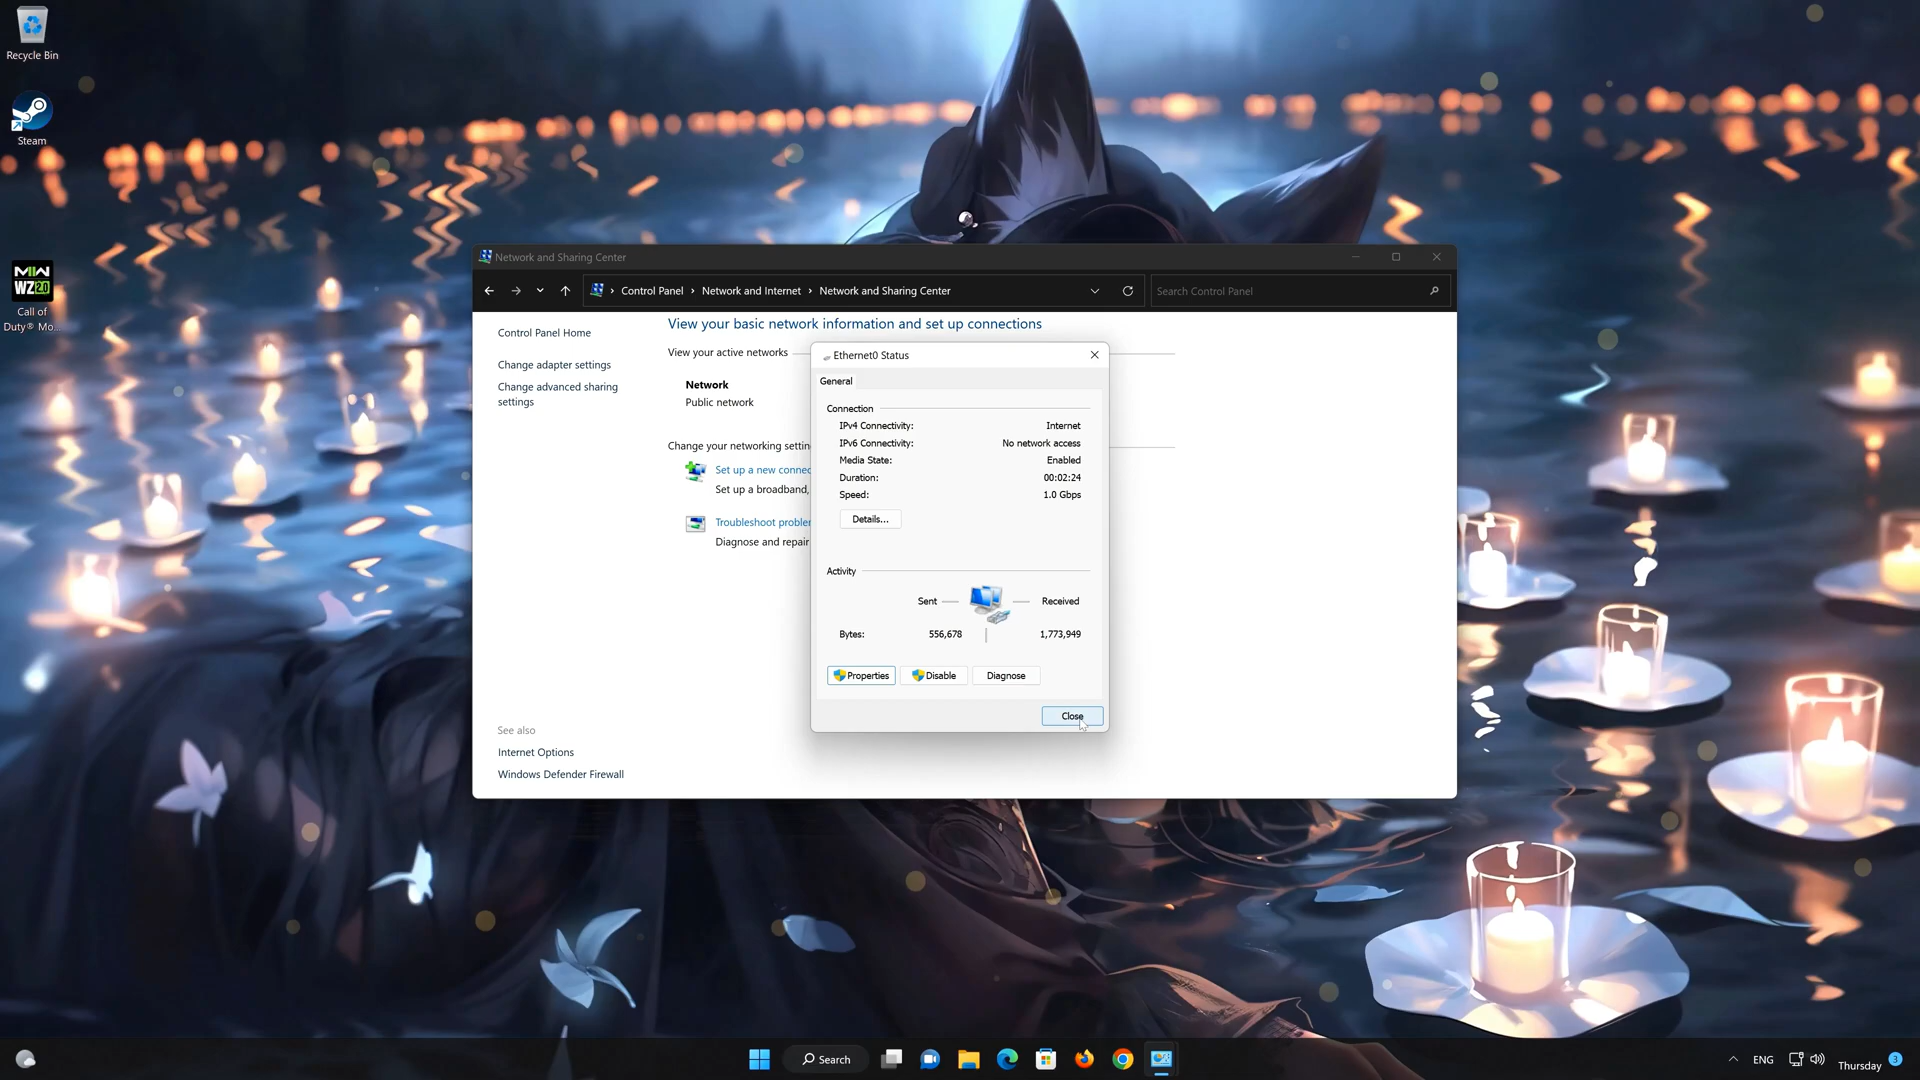 Recycle Bin
Steam
MW
WZ 2.0
Call of
Duty® Mo...
Network and Sharing Center
Control Panel > Network and Internet > Network and Sharing Center
Search Control Panel
Control Panel Home
Change adapter settings
Change advanced sharing
settings
See also
Internet Options
Windows Defender Firewall
View your basic network information and set up connections
View your active networks
Network
Public network
Change your networking settin
Set up a new connec
Set up a broadband,
Troubleshoot probler
Diagnose and repair
Ethernet0 Status
General
Connection
IPv4 Connectivity: Internet
IPv6 Connectivity: No network access
Media State: Enabled
Duration: 00:02:24
Speed: 1.0 Gbps
Details...
Activity
Sent Received
Bytes: 556,678 1,773,949
Properties Disable Diagnose
Close
Search
ENG
Thursday 3